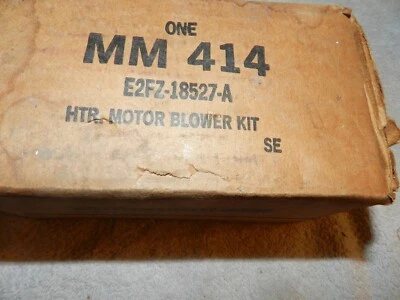 ONE
MM 414
E2FZ-18527-A
HTR. MOTOR BLOWER KIT
SE